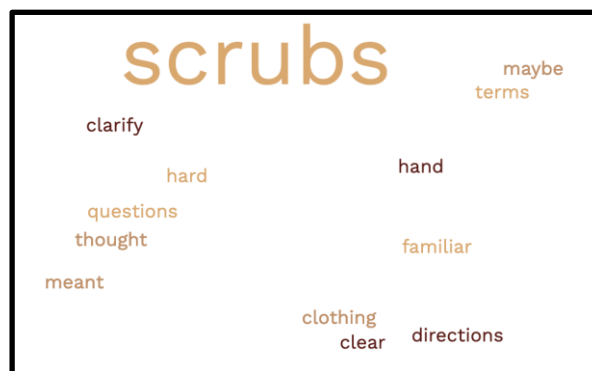 scrubs
maybe
terms
clarify
hand
hard
questions
thought
familiar
meant
clothing
directions
clear